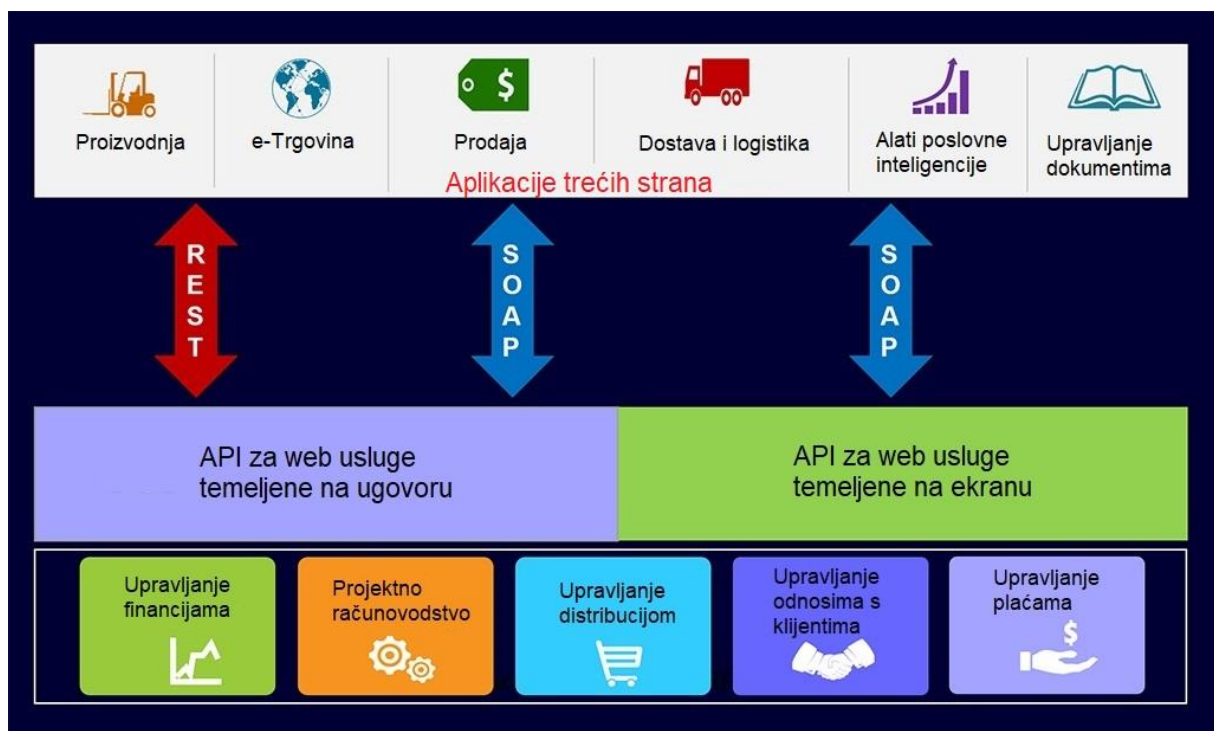 Proizvodnja
e-Trgovina
$
Prodaja
Dostava i logistika
Alati poslovne
inteligencije
Upravljanje
dokumentima
Aplikacije trećih strana
REST
SOAP
SOAP
API za web usluge
temeljene na ugovoru
API za web usluge
temeljene na ekranu
Upravljanje
financijama
Projektno
računovodstvo
Upravljanje
distribucijom
Upravljanje
odnosima s
klijentima
Upravljanje
plaćama
$